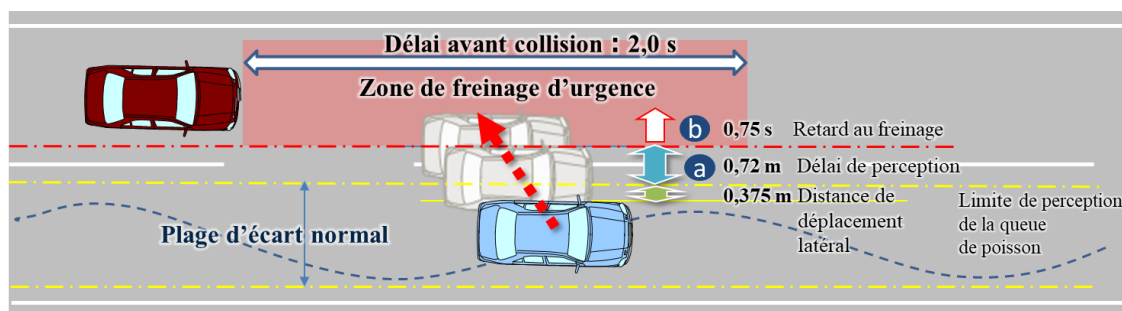 Délai avant collision : 2,0 s
Zone de freinage d'urgence
b 0,75 s Retard au freinage
a 0,72 m Délai de perception
0,375 m Distance de
déplacement
latéral
Limite de perception
de la queue
de poisson
Plage d'écart normal